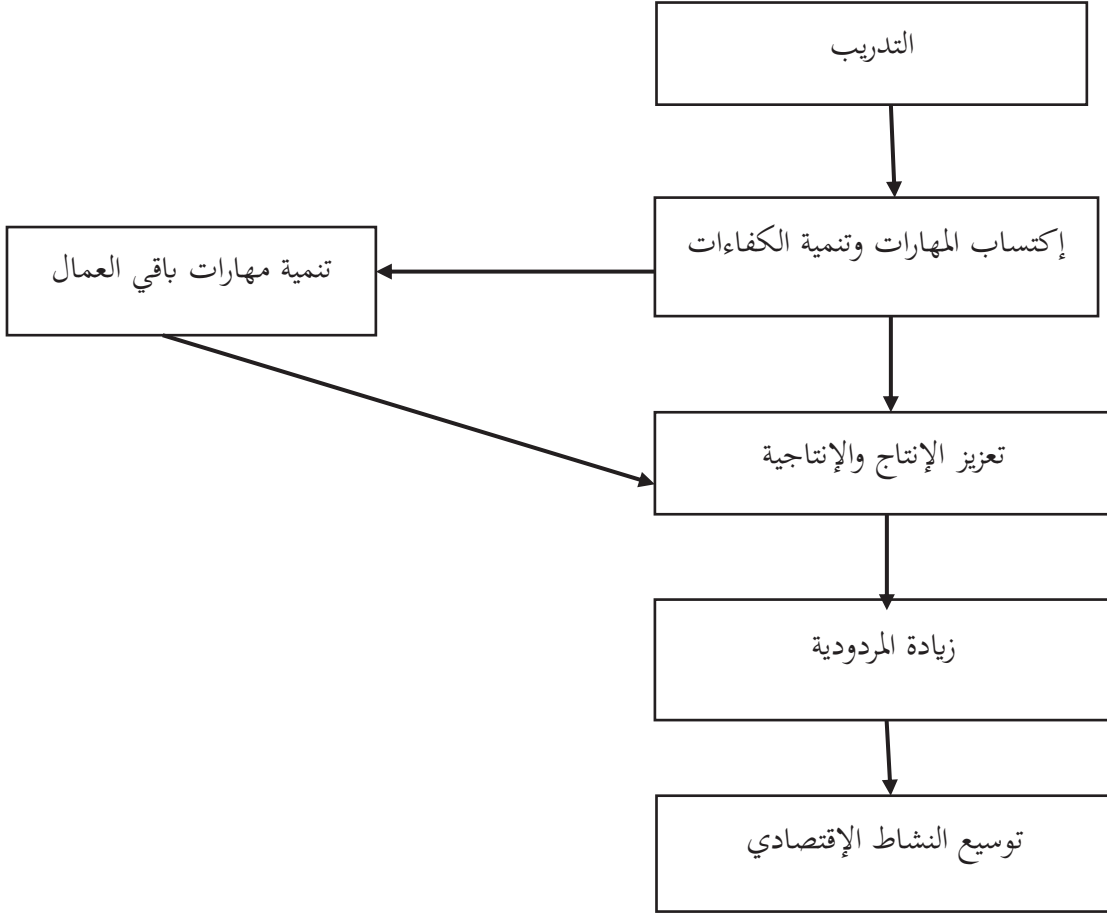 التدريب
إكتساب المهارات وتنمية الكفاءات
تنمية مهارات باقي العمال
تعزيز الإنتاج والإنتاجية
زيادة المردودية
توسيع النشاط الإقتصادي